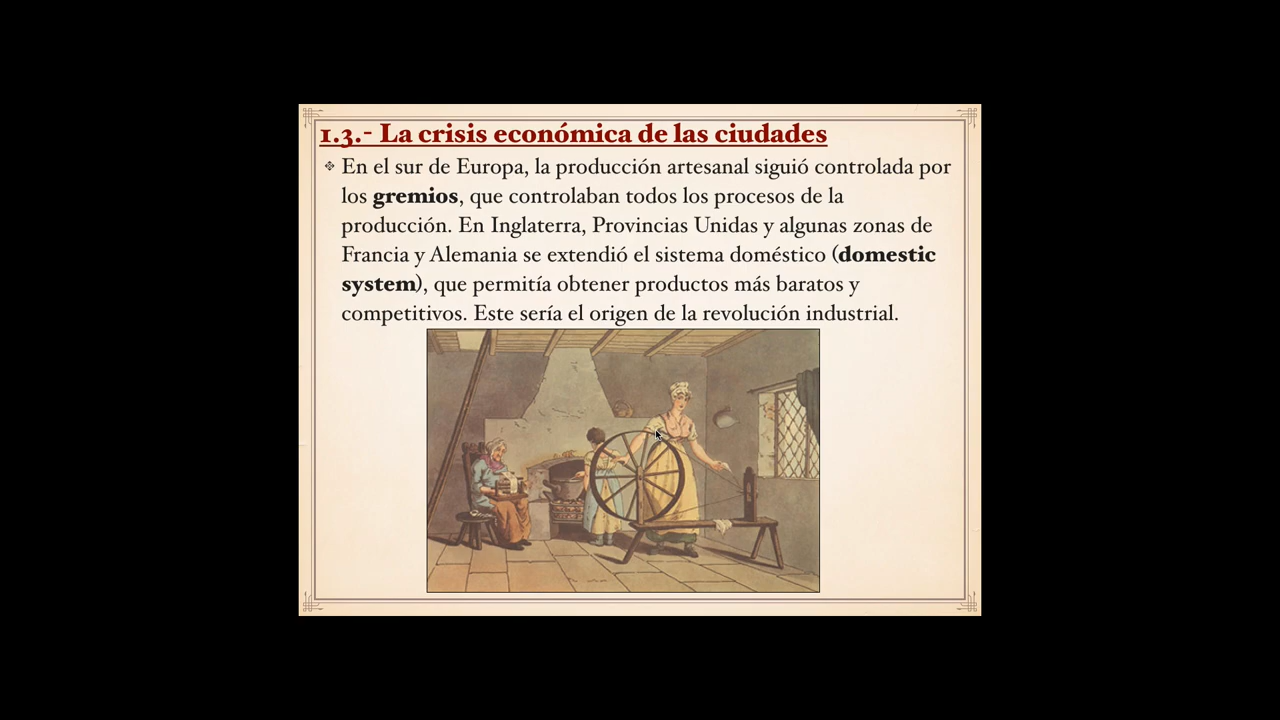 1.3.- La crisis económica de las ciudades
❖ En el sur de Europa, la producción artesanal siguió controlada por
los gremios, que controlaban todos los procesos de la
producción. En Inglaterra, Provincias Unidas y algunas zonas de
Francia y Alemania se extendió el sistema doméstico (domestic
system), que permitía obtener productos más baratos y
competitivos. Este sería el origen de la revolución industrial.